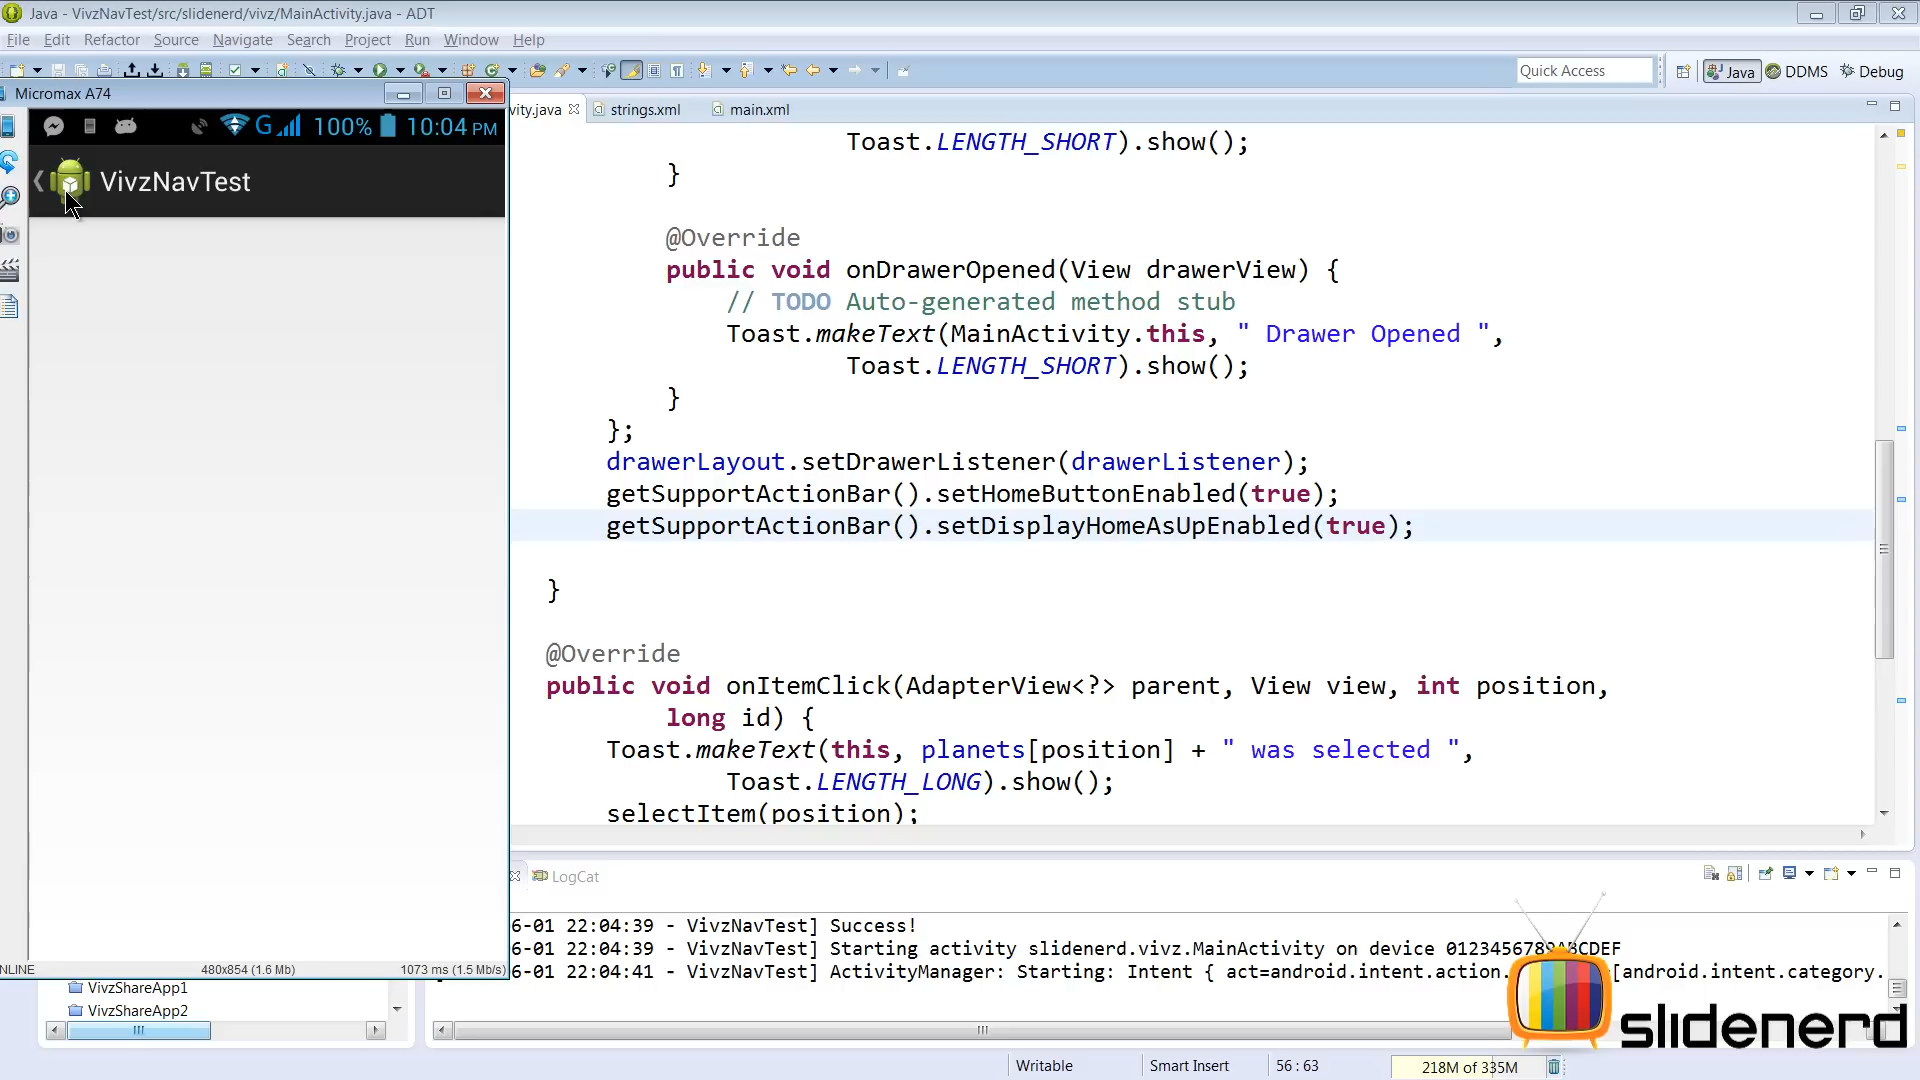 Java - VivzNavTest/src/slidenerd/vivz/MainActivity.java - ADT
File Edit Refactor Source Navigate Search Project Run Window Help
Quick Access
Java DDMS Debug
Micromax A74
100% 10:04 PM
VivzNavTest
vity.java strings.xml main.xml
Toast.LENGTH_SHORT).show();
}
@Override
public void onDrawerOpened(View drawerView) {
// TODO Auto-generated method stub
Toast.makeText(MainActivity.this, " Drawer Opened ",
Toast.LENGTH_SHORT).show();
}
};
drawerLayout.setDrawerListener(drawerListener);
getSupportActionBar().setHomeButtonEnabled(true);
getSupportActionBar().setDisplayHomeAsUpEnabled(true);
}
@Override
public void onItemClick(AdapterView<?> parent, View view, int position,
long id) {
Toast.makeText(this, planets[position] + " was selected ",
Toast.LENGTH_LONG).show();
selectItem(position);
LogCat
6-01 22:04:39 - VivzNavTest] Success!
6-01 22:04:39 - VivzNavTest] Starting activity slidenerd.vivz.MainActivity on device 0123456789ABCDEF
6-01 22:04:41 - VivzNavTest] ActivityManager: Starting: Intent { act=android.intent.action. [android.intent.category.
NLINE 480x854 (1.6 Mb) 1073 ms (1.5 Mb/s)
VivzShareApp1
VivzShareApp2
slidenerd
Writable Smart Insert 56 : 63 218M of 335M